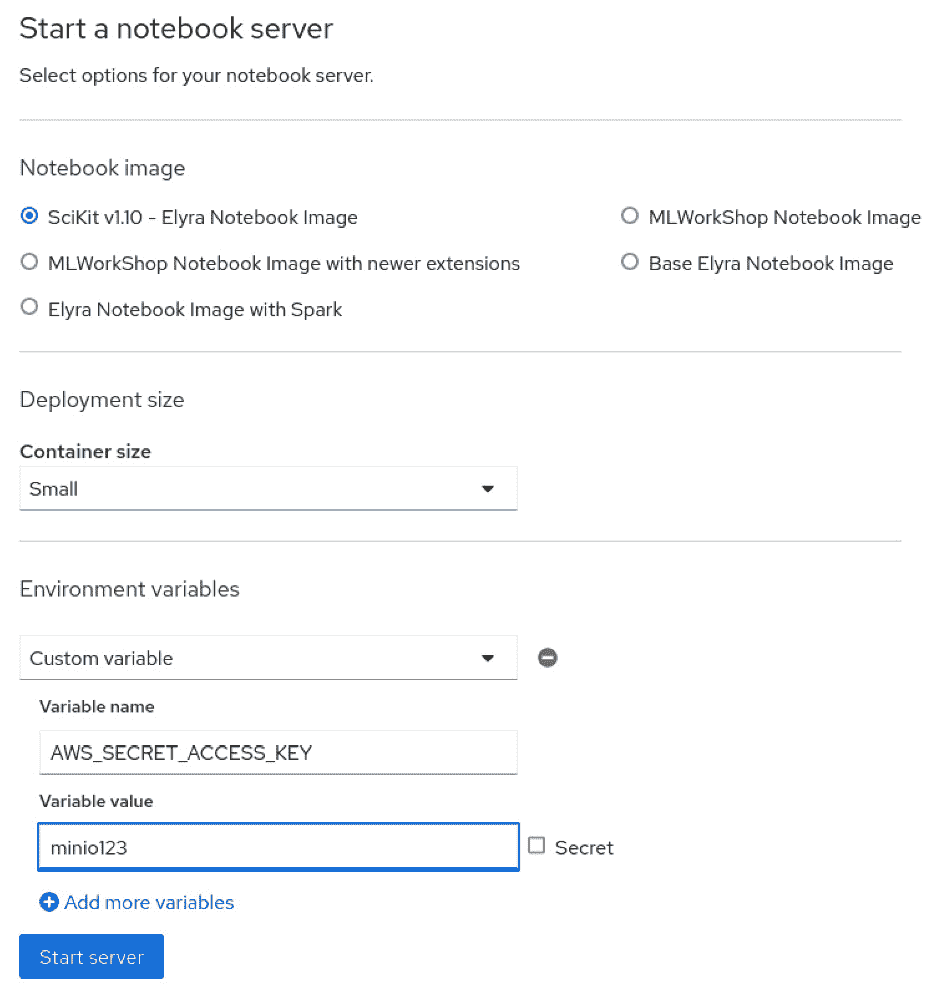 Start a notebook server
Select options for your notebook server.
Notebook image
SciKit v1.10 - Elyra Notebook Image
MLWorkShop Notebook Image
MLWorkShop Notebook Image with newer extensions
Base Elyra Notebook Image
Elyra Notebook Image with Spark
Deployment size
Container size
Small
Environment variables
Custom variable
Variable name
AWS_SECRET_ACCESS_KEY
Variable value
minio123
Secret
Add more variables
Start server